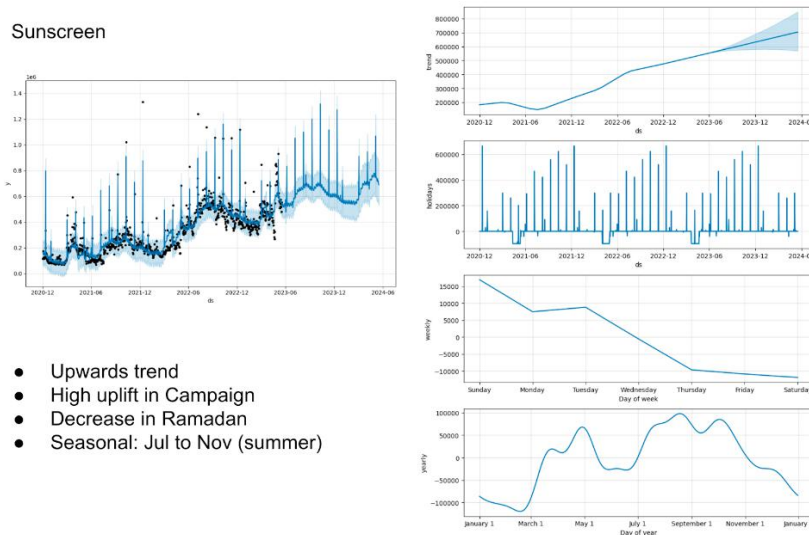 Sunscreen
1e6
1.4
1.2
1.0
0.8
0.6
0.4
0.2
0.0
y
2020-12 2021-06 2021-12 2022-06 2022-12 2023-06 2023-12 2024-06
ds
● Upwards trend
● High uplift in Campaign
● Decrease in Ramadan
● Seasonal: Jul to Nov (summer)
800000
700000
600000
500000
400000
300000
200000
trend
2020-12 2021-06 2021-12 2022-06 2022-12 2023-06 2023-12 2024-0
ds
600000
400000
200000
0
holidays
2020-12 2021-06 2021-12 2022-06 2022-12 2023-06 2023-12 2024-0
ds
15000
10000
5000
0
−5000
−10000
weekly
Sunday Monday Tuesday Wednesday Thursday Friday Saturda
Day of week
100000
50000
0
−50000
−100000
yearly
January 1 March 1 May 1 July 1 September 1 November 1 January
Day of year